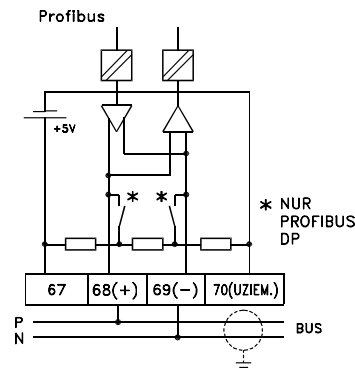 Profibus
+5V
* *
* NUR
PROFIBUS
DP
67 68(+) 69(-) 70(UZIEM.)
P
N
BUS